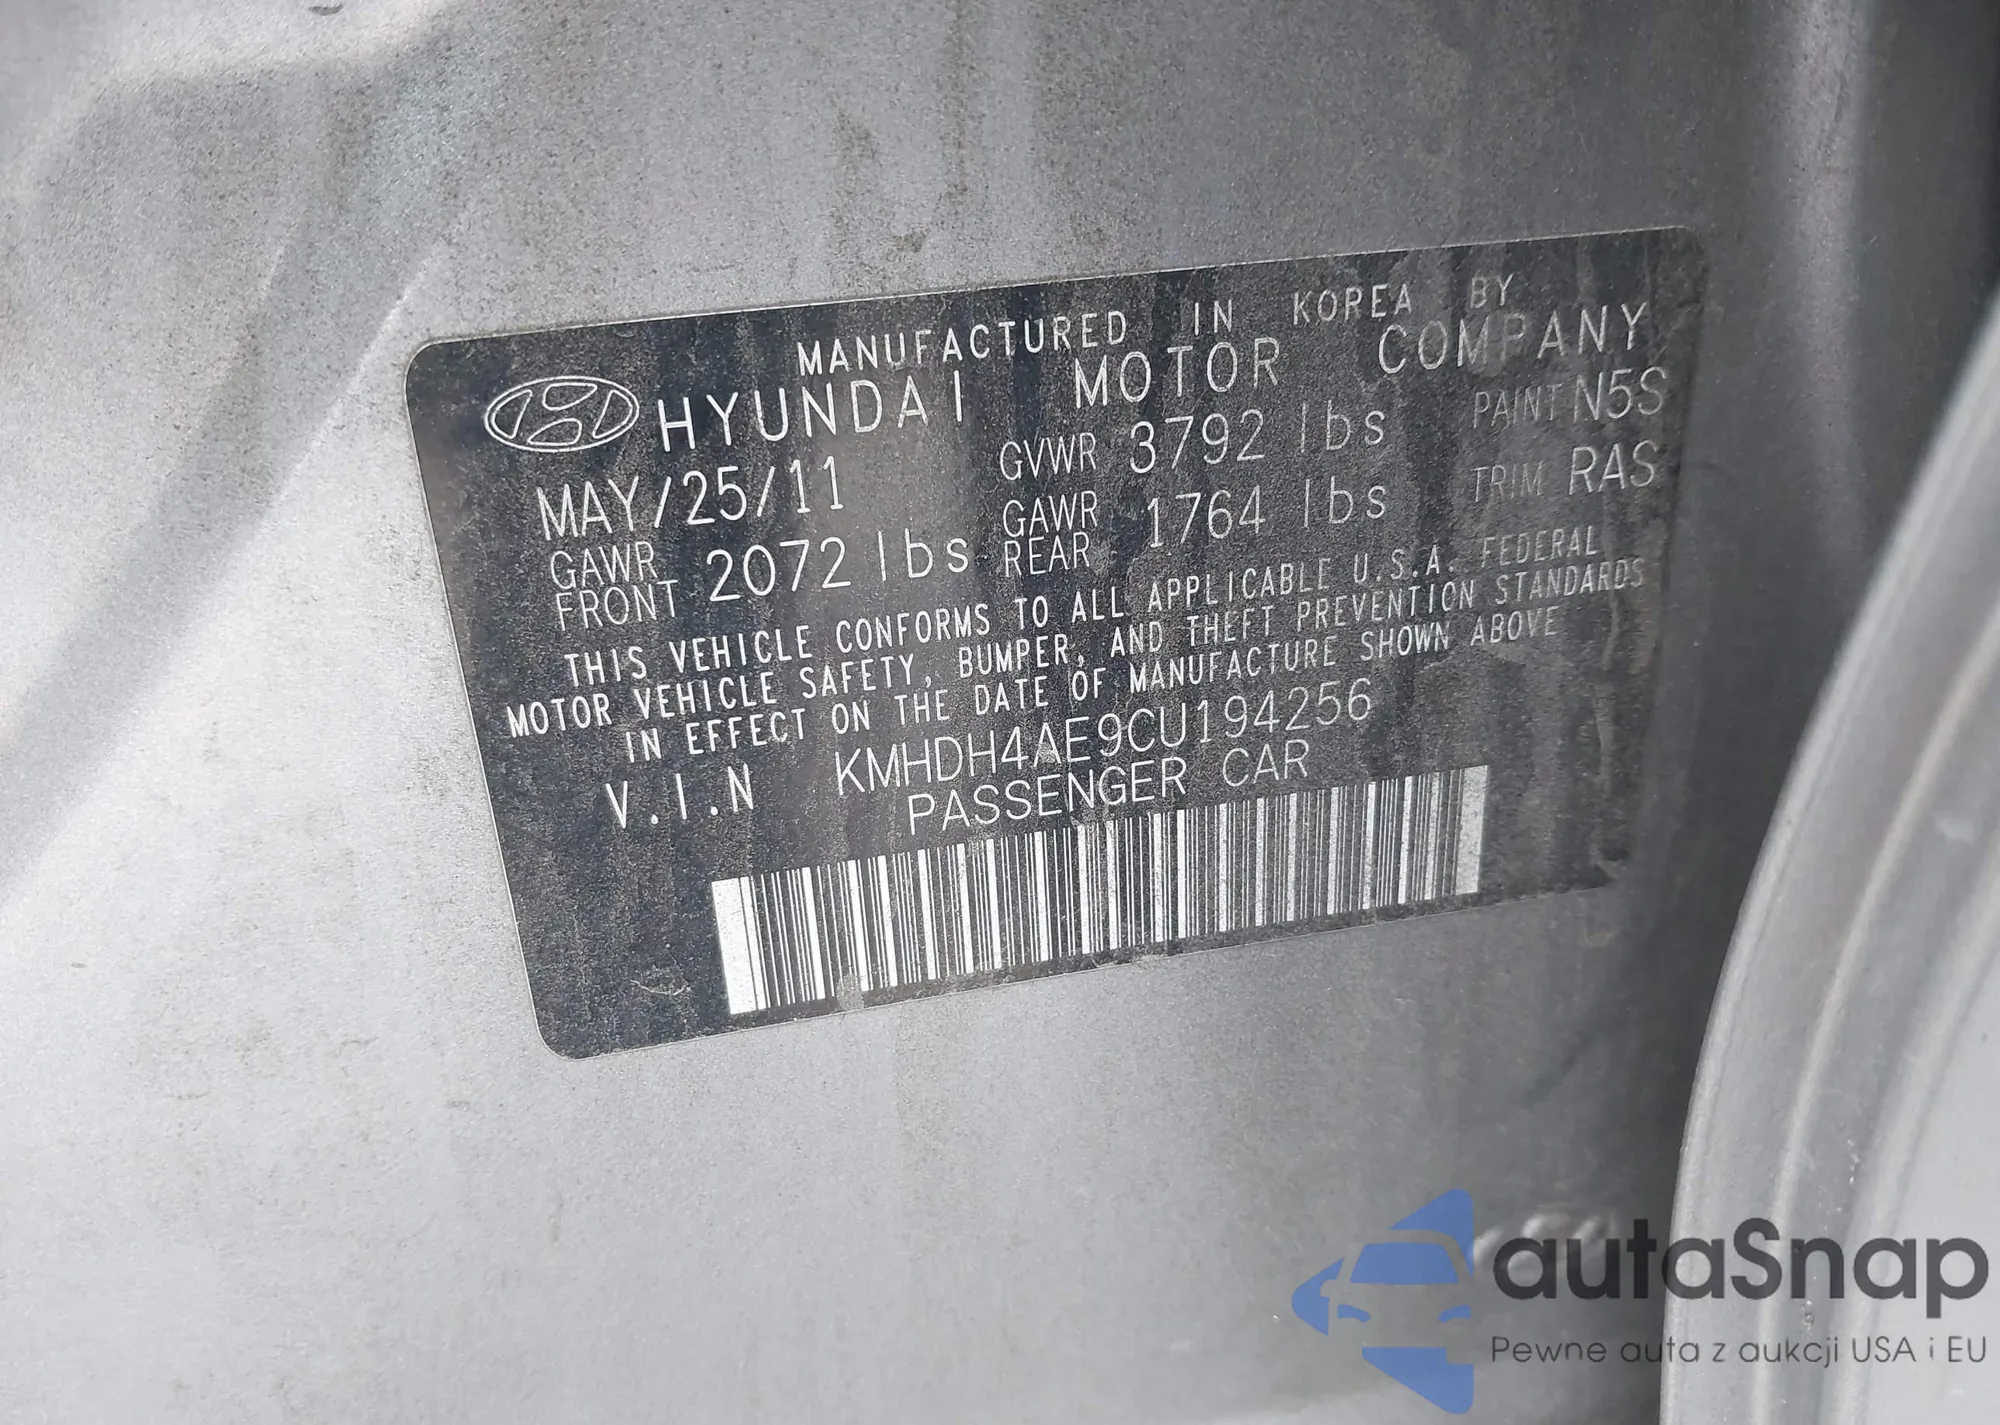 MANUFACTURED IN KOREA BY
HYUNDAI MOTOR COMPANY
MAY/25/11 GVWR 3792 lbs PAINT N5S
GAWR FRONT 2072 lbs GAWR REAR 1764 lbs TRIM RAS
THIS VEHICLE CONFORMS TO ALL APPLICABLE U.S.A. FEDERAL
MOTOR VEHICLE SAFETY, BUMPER, AND THEFT PREVENTION STANDARDS
IN EFFECT ON THE DATE OF MANUFACTURE SHOWN ABOVE
V.I.N KMHDH4AE9CU194256
PASSENGER CAR
autaSnap
Pewne auta z aukcji USA i EU